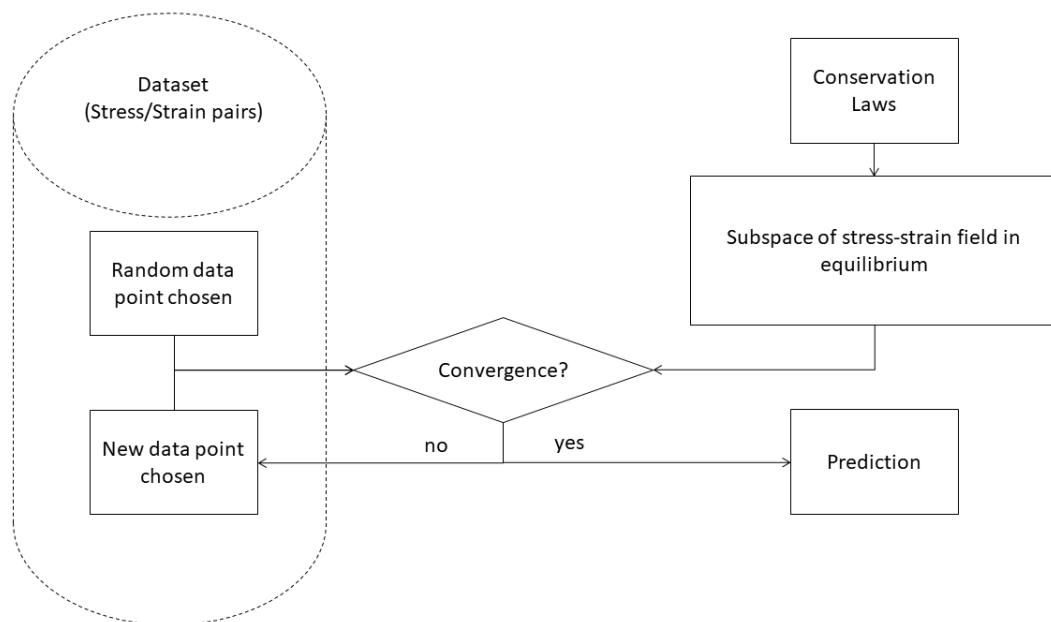 Dataset
(Stress/Strain pairs)
Conservation
Laws
Subspace of stress-strain field in
equilibrium
Random data
point chosen
Convergence?
New data point
chosen
no
yes
Prediction